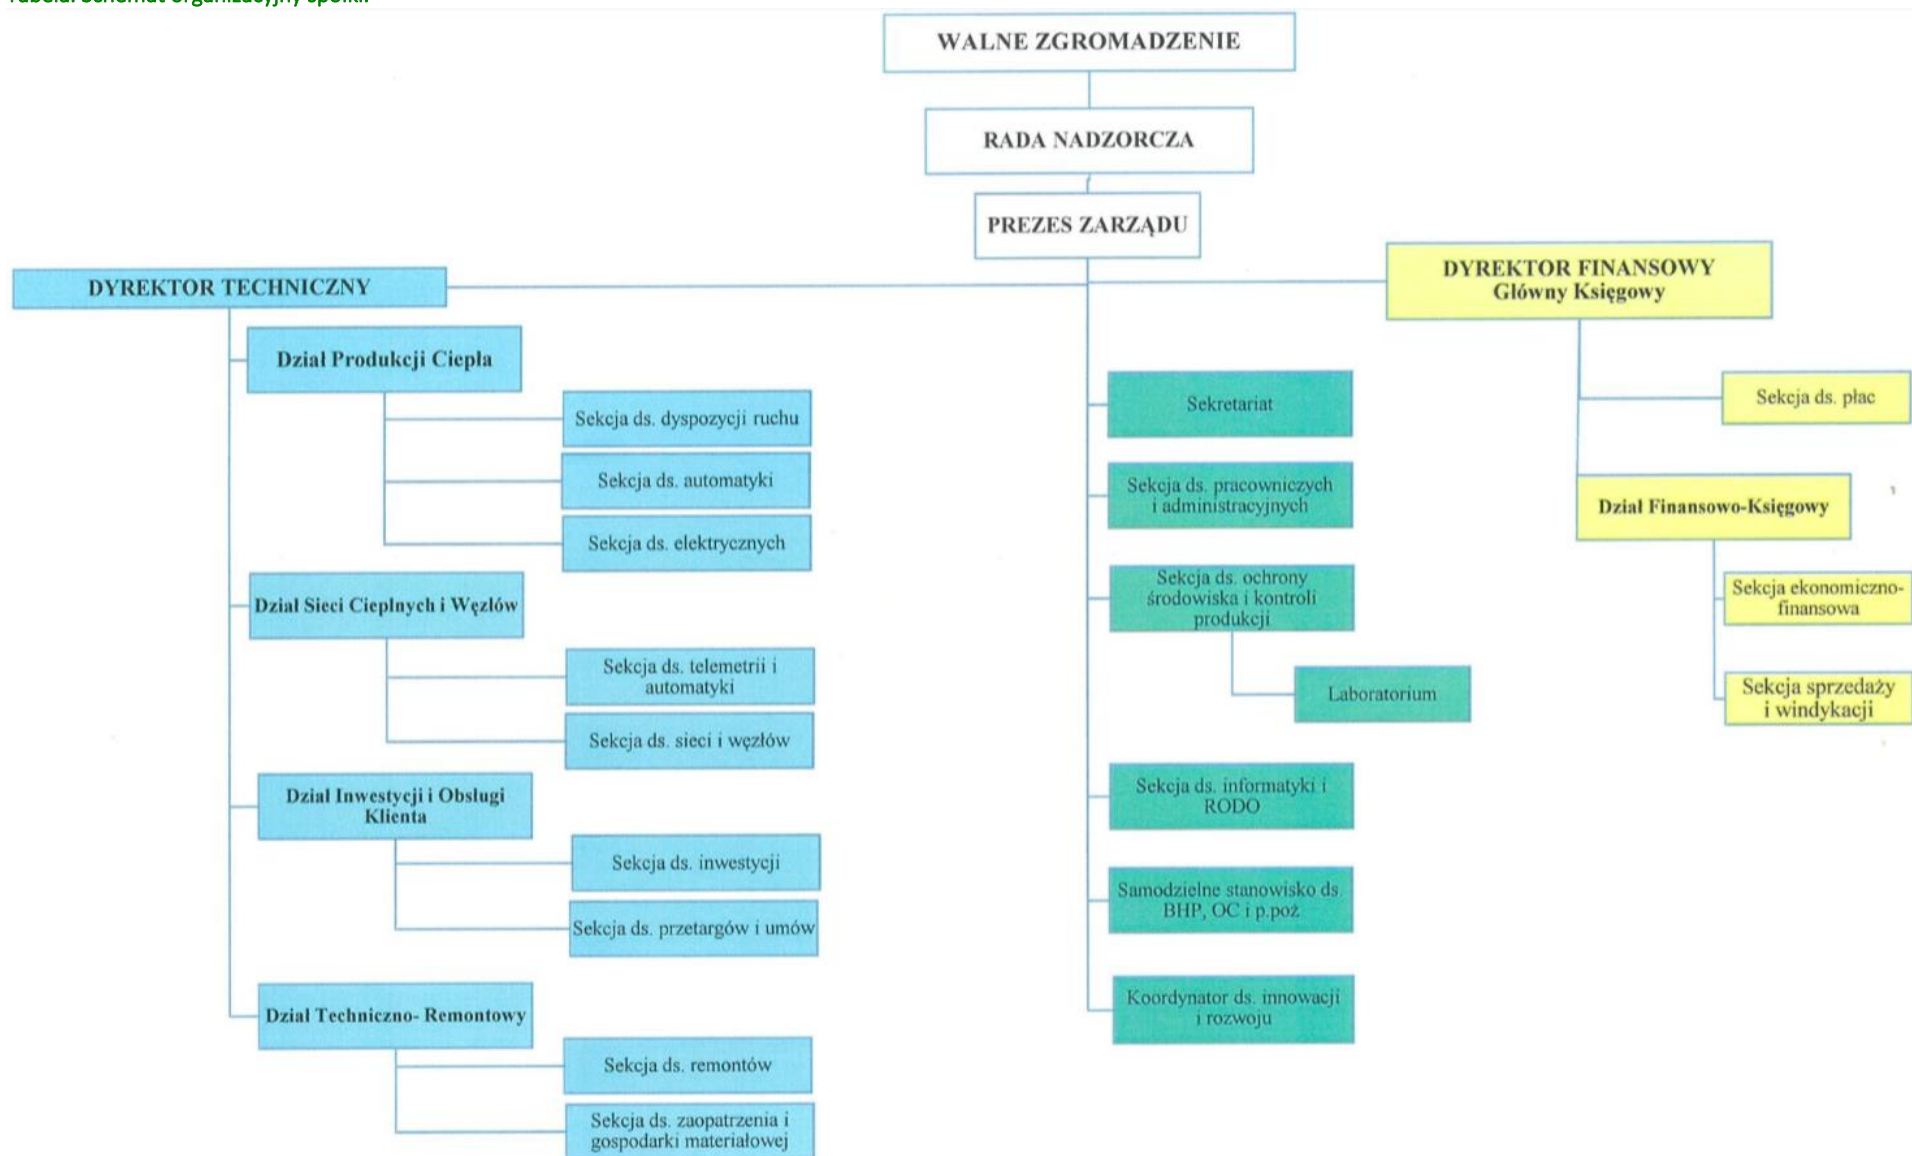 Tabela: Schemat organizacyjny spółki.
WALNE ZGROMADZENIE
RADA NADZORCZA
PREZES ZARZĄDU
DYREKTOR TECHNICZNY
DYREKTOR FINANSOWY
Główny Księgowy
Dział Produkcji Ciepła
Sekcja ds. dyspozycji ruchu
Sekcja ds. automatyki
Sekcja ds. elektrycznych
Dział Sieci Cieplnych i Węzłów
Sekcja ds. telemetrii i
automatyki
Sekcja ds. sieci i węzłów
Dział Inwestycji i Obsługi
Klienta
Sekcja ds. inwestycji
Sekcja ds. przetargów i umów
Dział Techniczno- Remontowy
Sekcja ds. remontów
Sekcja ds. zaopatrzenia i
gospodarki materiałowej
Sekretariat
Sekcja ds. pracowniczych
i administracyjnych
Sekcja ds. ochrony
środowiska i kontroli
produkcji
Laboratorium
Sekcja ds. informatyki i
RODO
Samodzielne stanowisko ds.
BHP, OC i p.poż
Koordynator ds. innowacji
i rozwoju
Sekcja ds. płac
Dział Finansowo-Księgowy
Sekcja ekonomiczno-
finansowa
Sekcja sprzedaży
i windykacji